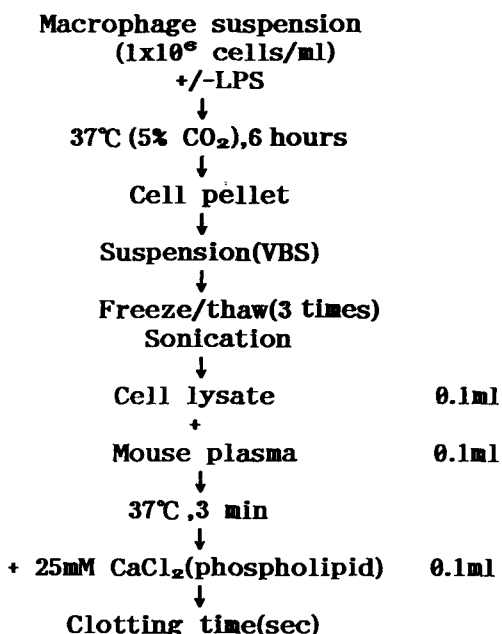 Macrophage suspension
(1x10⁶ cells/ml)
+/-LPS
↓
37℃(5% CO₂),6 hours
↓
Cell pellet
↓
Suspension(VBS)
↓
Freeze/thaw(3 times)
Sonication
↓
Cell lysate 0.1ml
+
Mouse plasma 0.1ml
↓
37℃,3 min
↓
+ 25mM CaCl₂(phospholipid) 0.1ml
↓
Clotting time(sec)